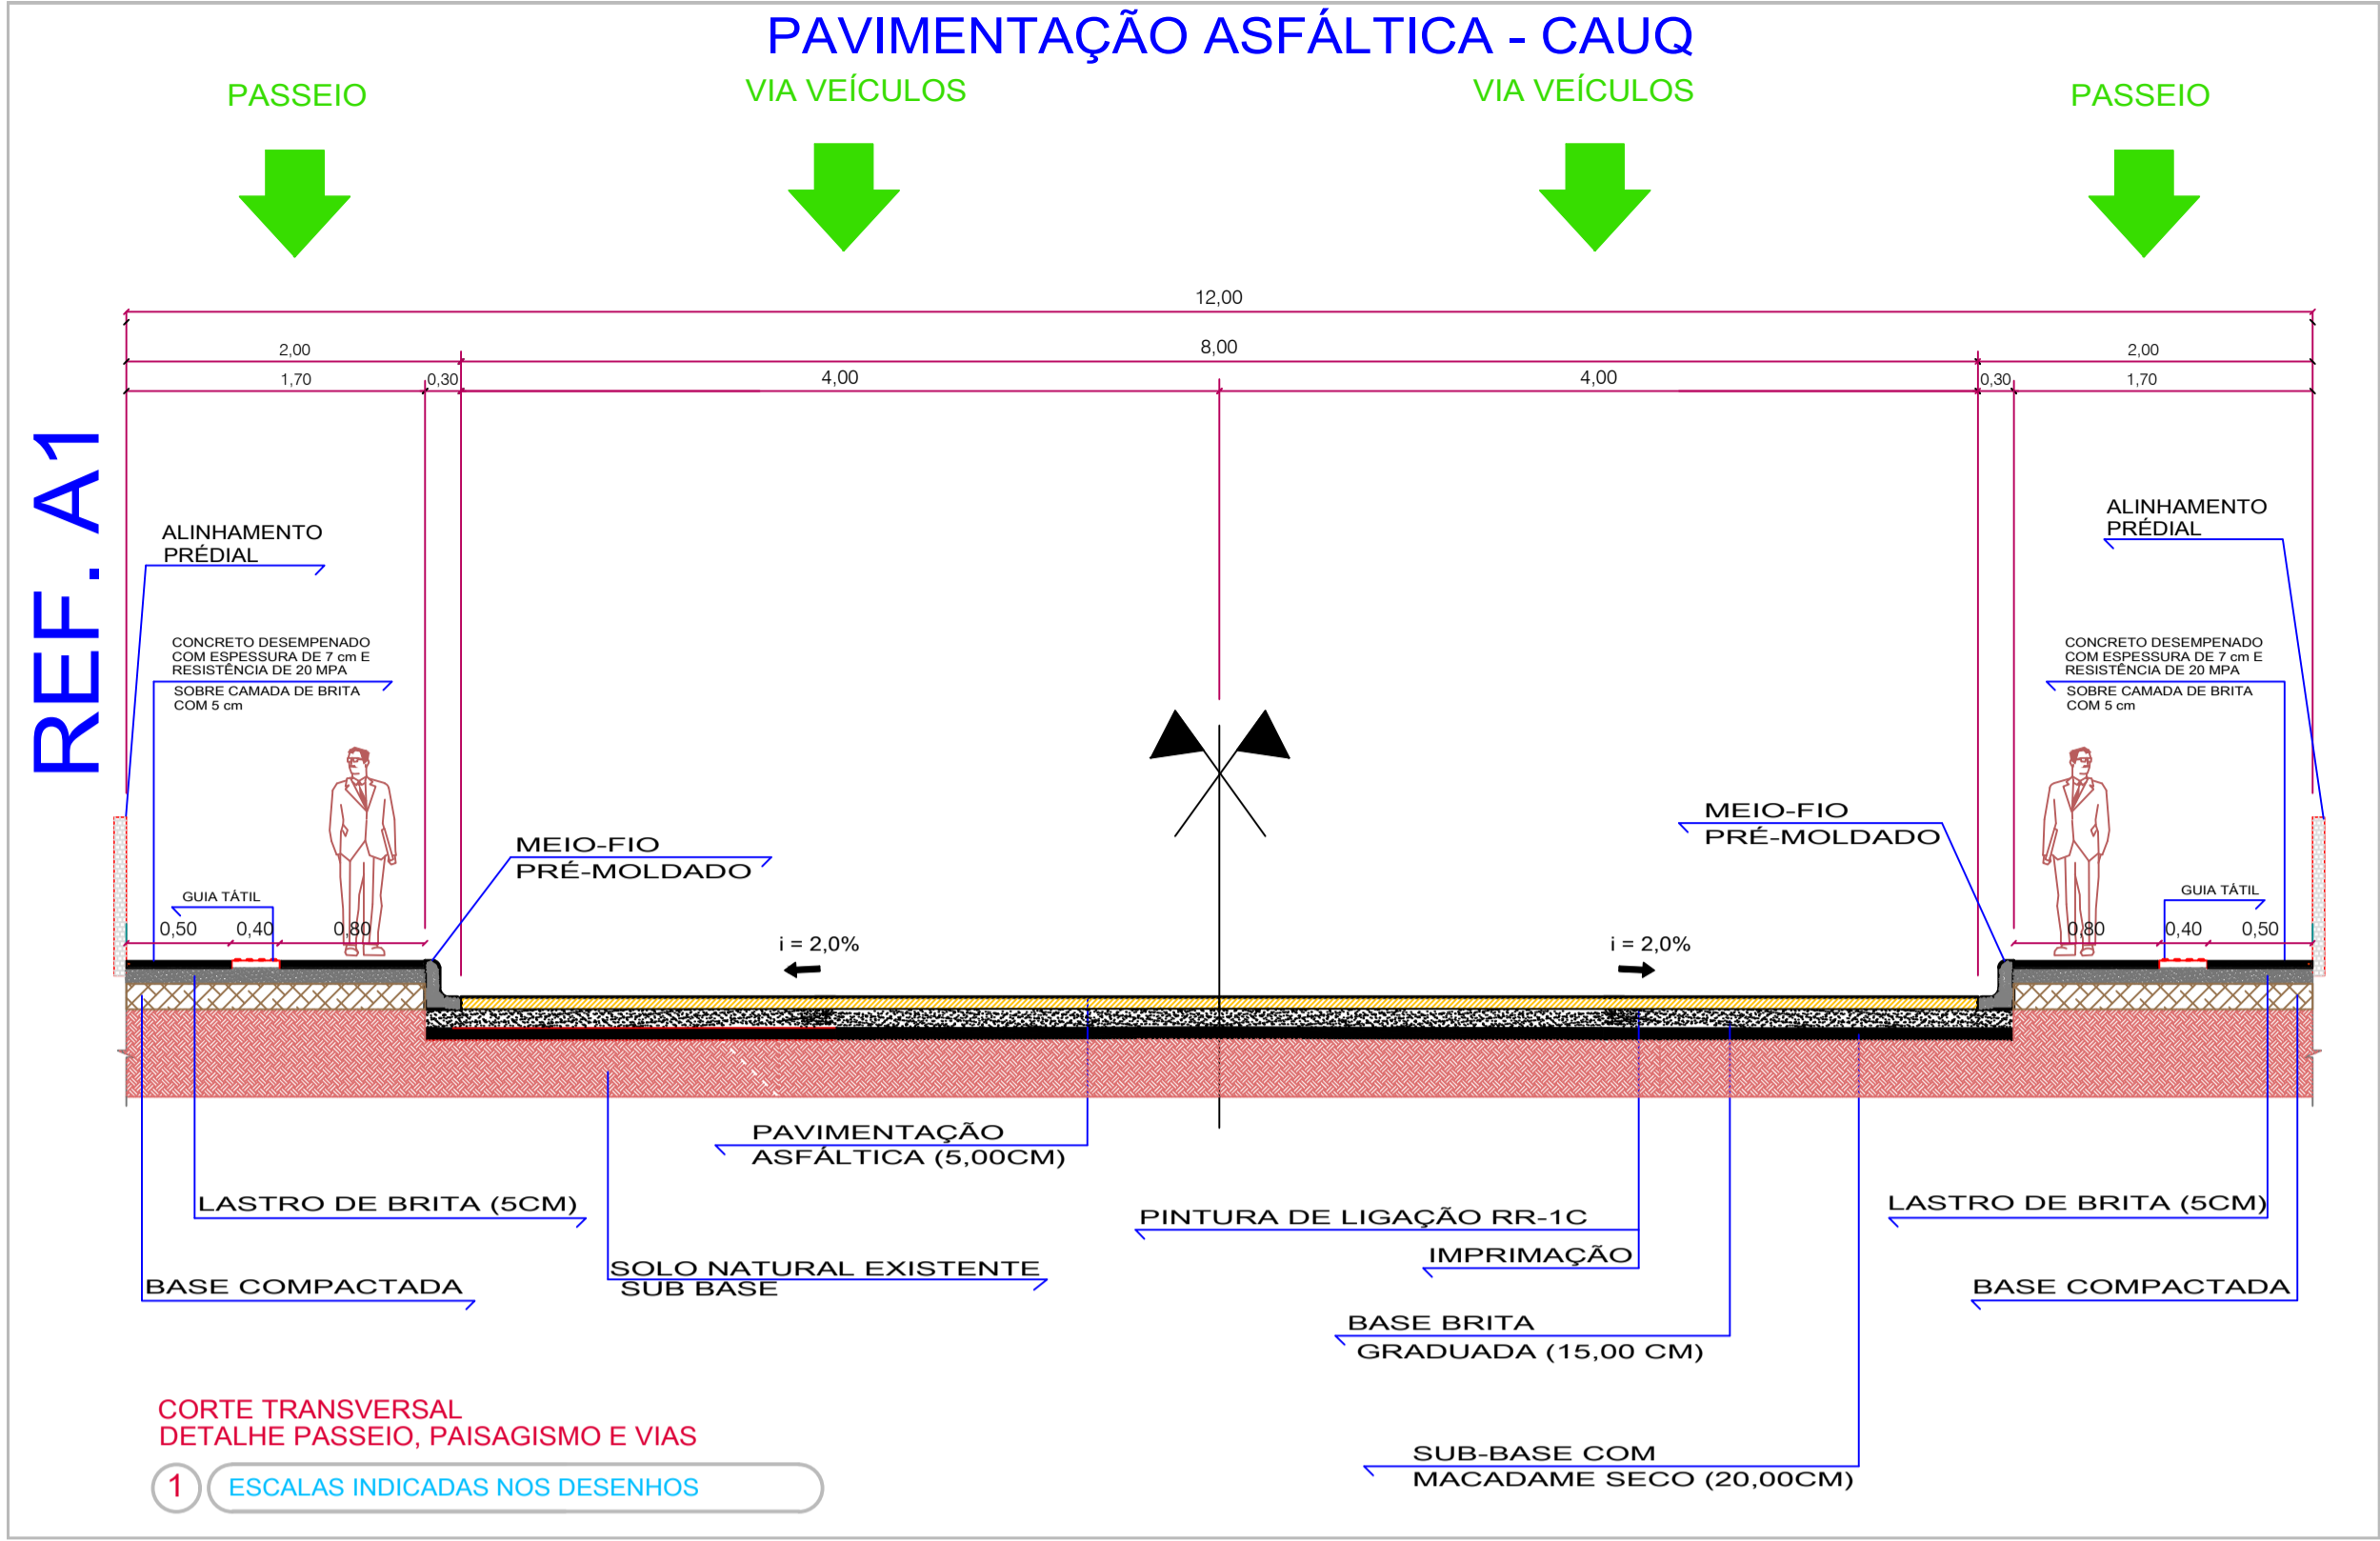 PAVIMENTAÇÃO ASFÁLTICA - CAUQ
PASSEIO
VIA VEÍCULOS
VIA VEÍCULOS
PASSEIO
12,00
2,00
8,00
2,00
1,70
0,30
4,00
4,00
0,30
1,70
REF. A1
ALINHAMENTO
PRÉDIAL
ALINHAMENTO
PRÉDIAL
CONCRETO DESEMPENADO
COM ESPESSURA DE 7 cm E
RESISTÊNCIA DE 20 MPA
SOBRE CAMADA DE BRITA
COM 5 cm
CONCRETO DESEMPENADO
COM ESPESSURA DE 7 cm E
RESISTÊNCIA DE 20 MPA
SOBRE CAMADA DE BRITA
COM 5 cm
MEIO-FIO
PRÉ-MOLDADO
MEIO-FIO
PRÉ-MOLDADO
GUIA TÁTIL
GUIA TÁTIL
0,50
0,40
0,80
0,80
0,40
0,50
i = 2,0%
i = 2,0%
PAVIMENTAÇÃO
ASFÁLTICA (5,00CM)
LASTRO DE BRITA (5CM)
PINTURA DE LIGAÇÃO RR-1C
LASTRO DE BRITA (5CM)
IMPRIMAÇÃO
SOLO NATURAL EXISTENTE
SUB BASE
BASE COMPACTADA
BASE COMPACTADA
BASE BRITA
GRADUADA (15,00 CM)
SUB-BASE COM
MACADAME SECO (20,00CM)
CORTE TRANSVERSAL
DETALHE PASSEIO, PAISAGISMO E VIAS
1
ESCALAS INDICADAS NOS DESENHOS